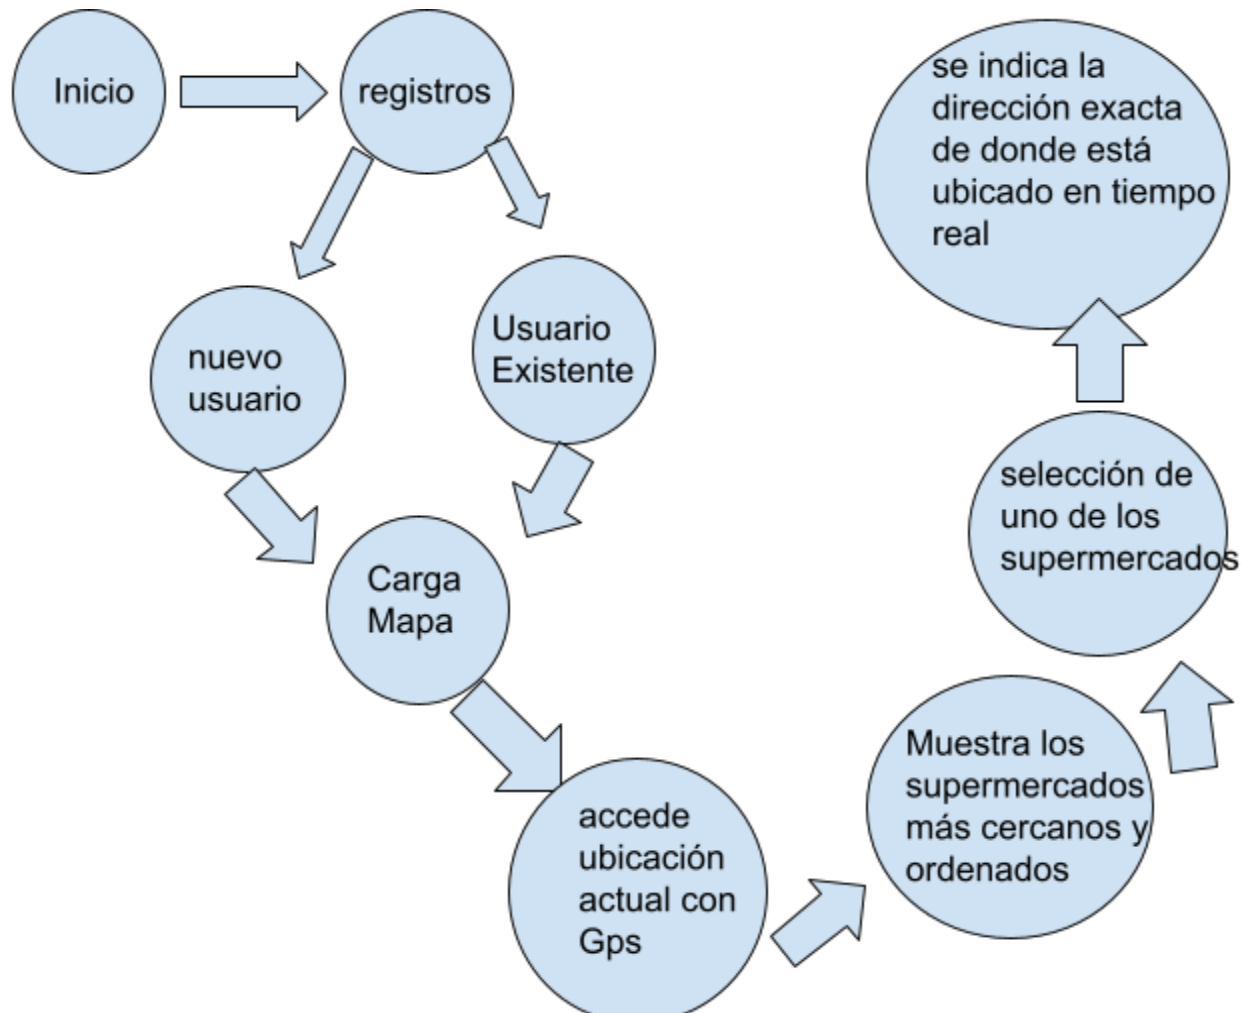 Inicio
registros
nuevo
usuario
Usuario
Existente
Carga
Mapa
accede
ubicación
actual con
Gps
Muestra los
supermercados
más cercanos y
ordenados
selección de
uno de los
supermercados
se indica la
dirección exacta
de donde está
ubicado en tiempo
real